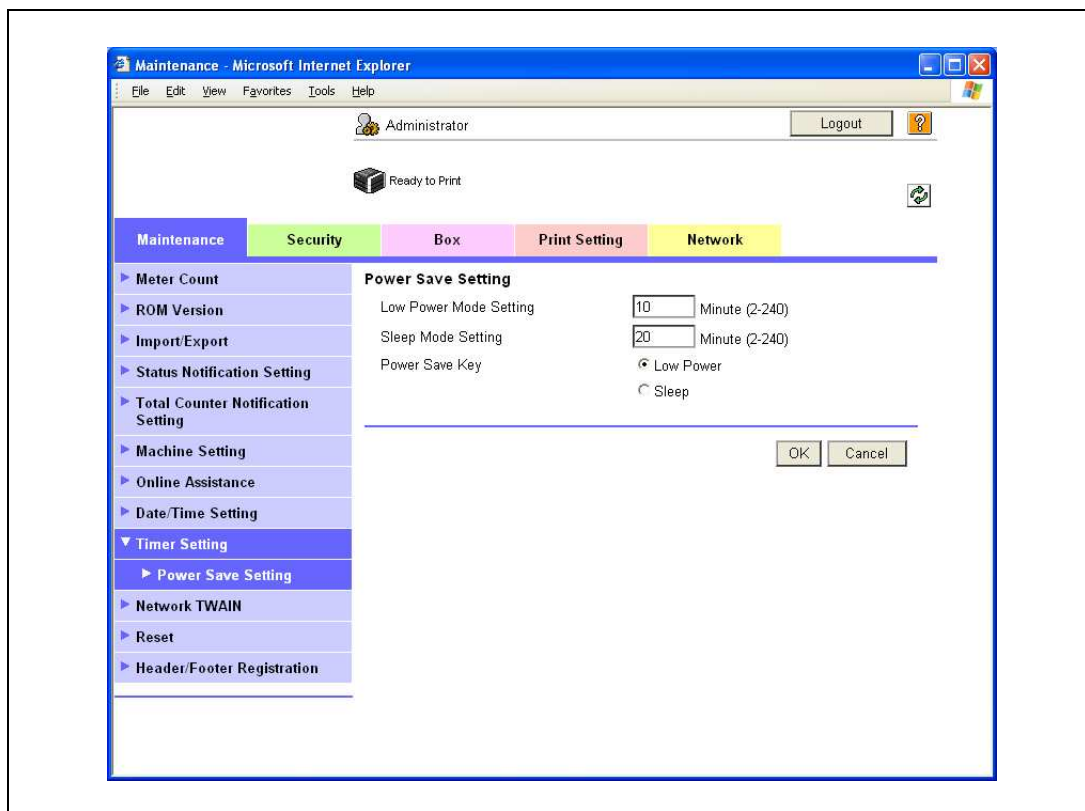 Maintenance - Microsoft Internet Explorer
File Edit View Favorites Tools Help
Administrator
Logout
?
Ready to Print
Maintenance Security Box Print Setting Network
Meter Count
ROM Version
Import/Export
Status Notification Setting
Total Counter Notification
Setting
Machine Setting
Online Assistance
Date/Time Setting
Timer Setting
Power Save Setting
Network TWAIN
Reset
Header/Footer Registration
Power Save Setting
Low Power Mode Setting 10 Minute (2-240)
Sleep Mode Setting 20 Minute (2-240)
Power Save Key Low Power
Sleep
OK Cancel